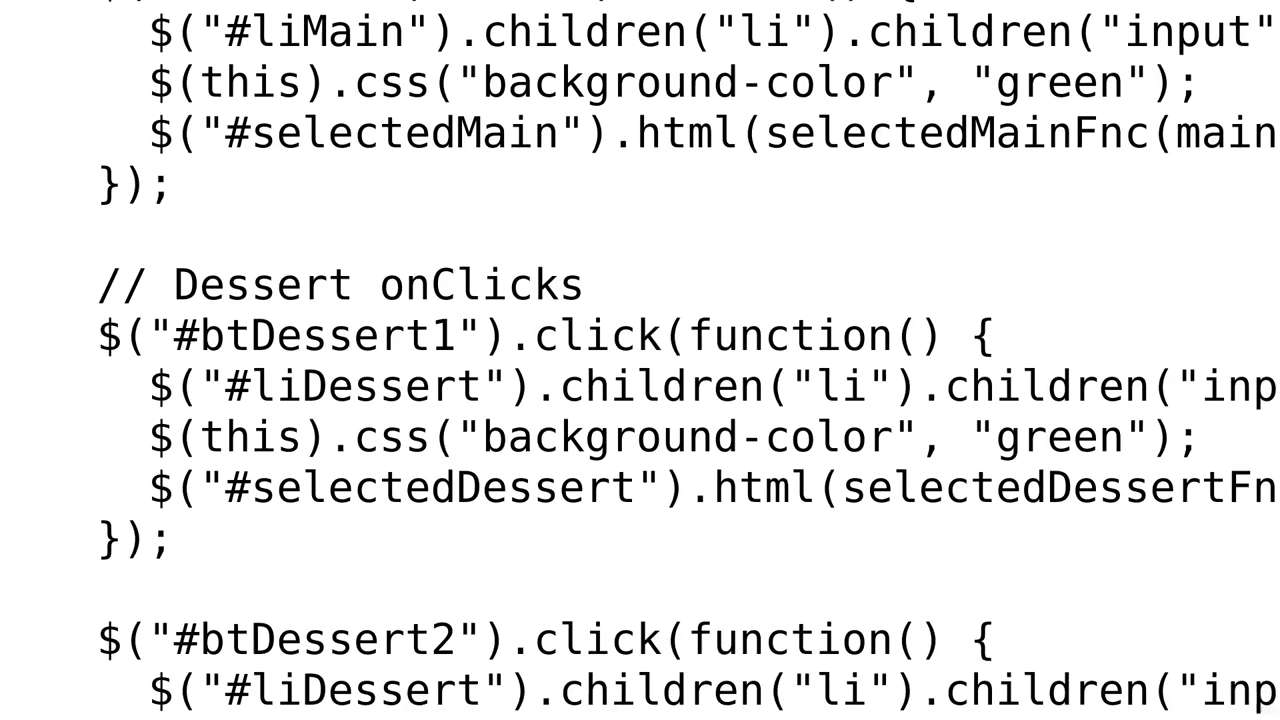 $("#liMain").children("li").children("input"
$(this).css("background-color", "green");
$("#selectedMain").html(selectedMainFnc(main
});
// Dessert onClicks
$("#btDessert1").click(function() {
$("#liDessert").children("li").children("inp
$(this).css("background-color", "green");
$("#selectedDessert").html(selectedDessertFn
});
$("#btDessert2").click(function() {
$("#liDessert").children("li").children("inp